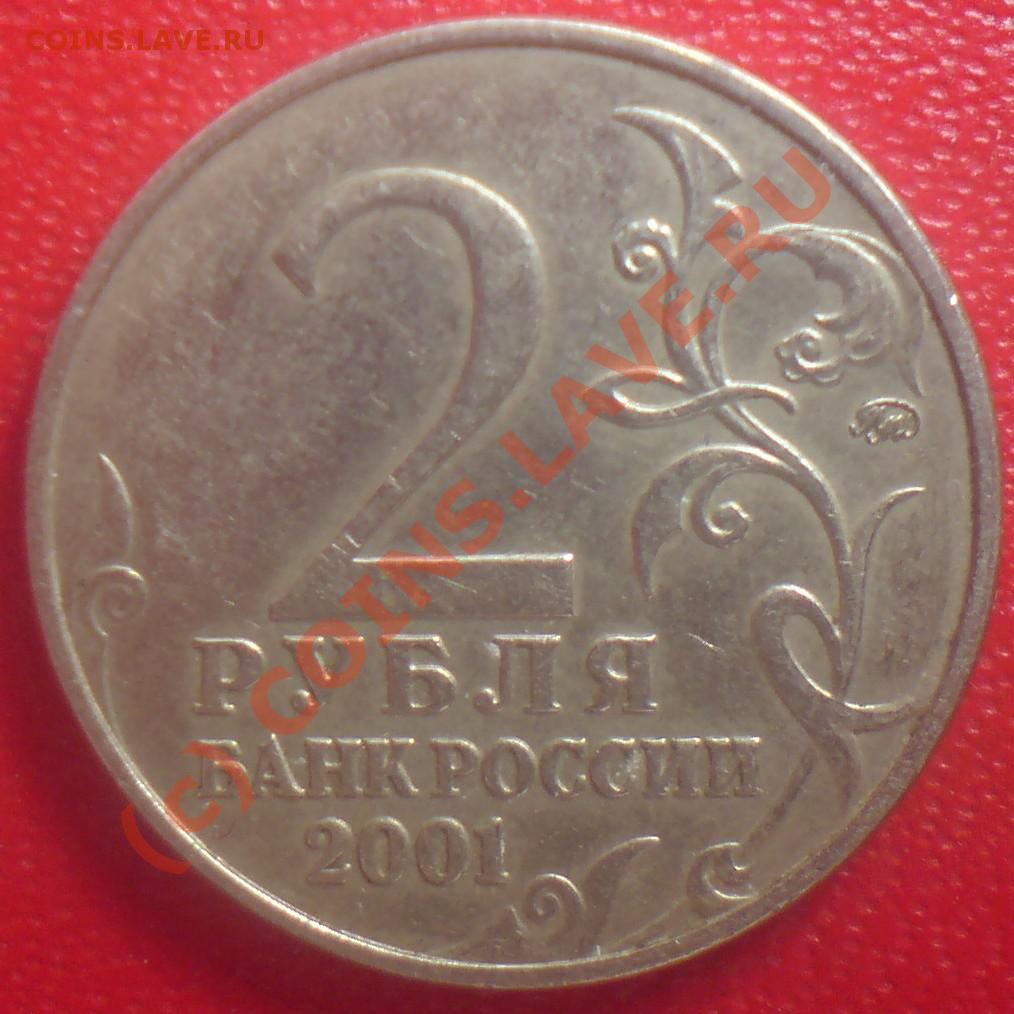 COINS.LAVE.RU
2
РУБЛЯ
БАНК РОССИИ
2001
(c) COINS.LAVE.RU